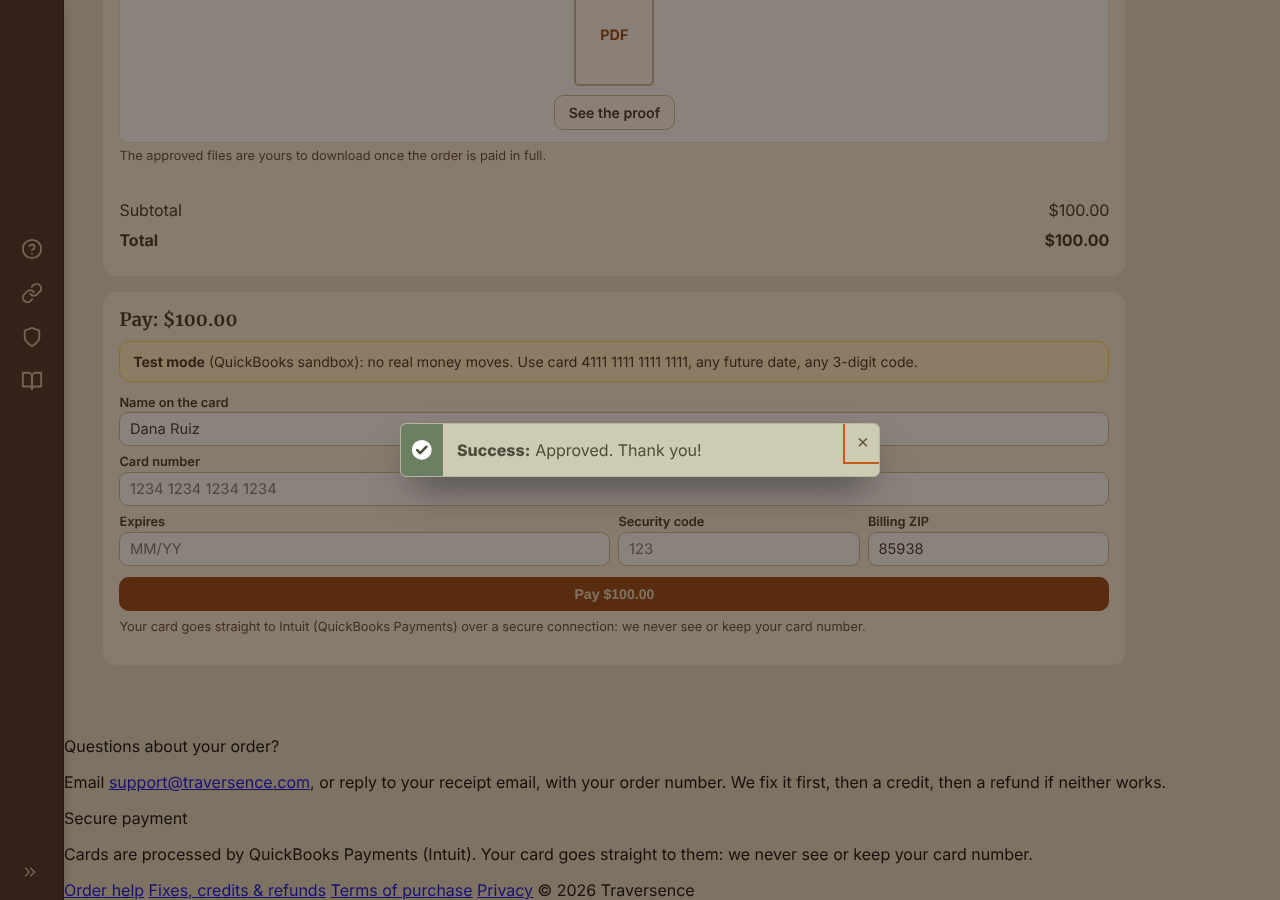 PDF
See the proof
The approved files are yours to download once the order is paid in full.
Subtotal $100.00
Total $100.00
Pay: $100.00
Test mode (QuickBooks sandbox): no real money moves. Use card 4111 1111 1111 1111, any future date, any 3-digit code.
Name on the card
Dana Ruiz
Success: Approved. Thank you!
×
Card number
1234 1234 1234 1234
Expires Security code Billing ZIP
MM/YY 123 85938
Pay $100.00
Your card goes straight to Intuit (QuickBooks Payments) over a secure connection: we never see or keep your card number.
Questions about your order?
Email support@traversence.com, or reply to your receipt email, with your order number. We fix it first, then a credit, then a refund if neither works.
Secure payment
Cards are processed by QuickBooks Payments (Intuit). Your card goes straight to them: we never see or keep your card number.
Order help Fixes, credits & refunds Terms of purchase Privacy © 2026 Traversence